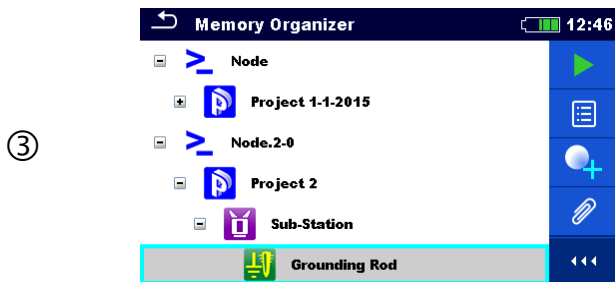 Memory Organizer 12:46
Node
Project 1-1-2015
③
Node.2-0
Project 2
Sub-Station
Grounding Rod